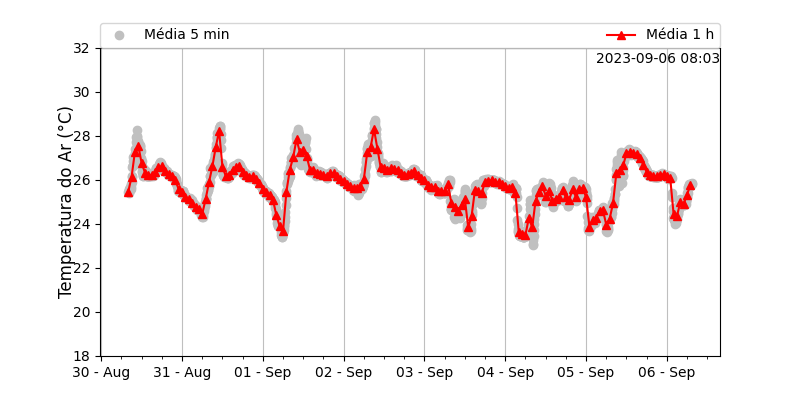 Média 5 min
Média 1 h
2023-09-06 08:03
Temperatura do Ar (°C)
32
30
28
26
24
22
20
18
30 - Aug
31 - Aug
01 - Sep
02 - Sep
03 - Sep
04 - Sep
05 - Sep
06 - Sep